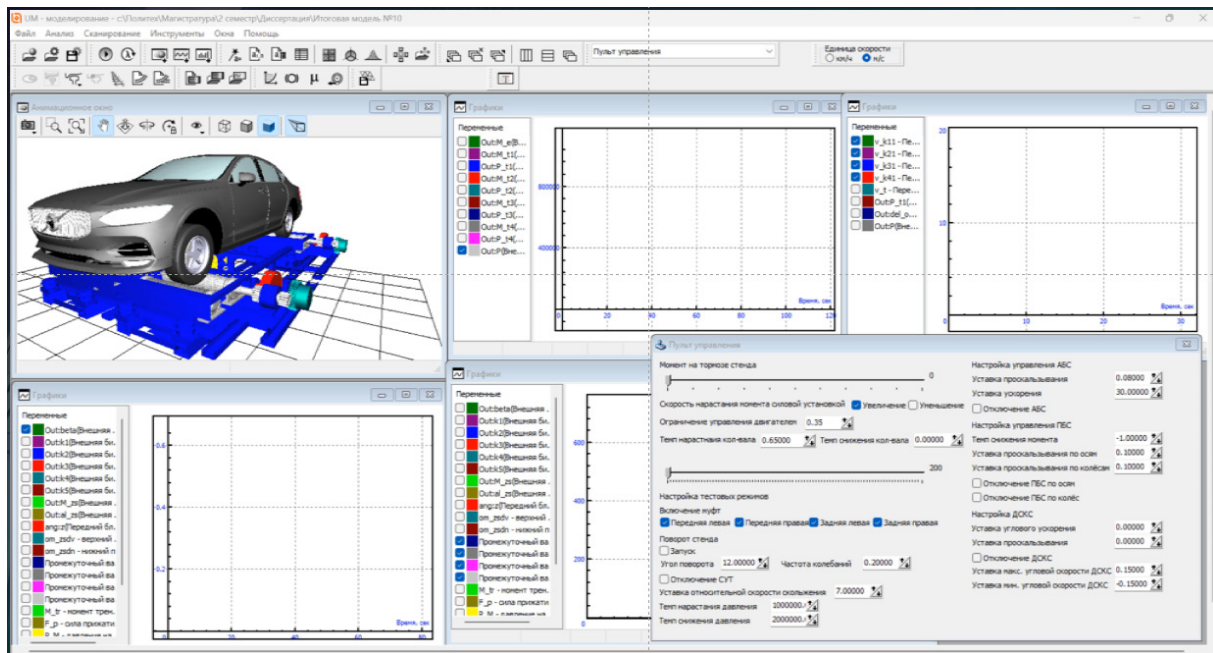 UM - моделирование - c:\Политех\Магистратура\2 семестр\Диссертация\Итоговая модель №10
Файл Анализ Сканирование Инструменты Окна Помощь
Пульт управления
Единица скорости
км/ч м/с
Анимационное окно
Графики
Переменные
Out:M_e(В...
Out:M_t1(...
Out:P_t1(...
Out:M_t2(...
Out:P_t2(...
Out:M_t3(...
Out:P_t3(...
Out:M_t4(...
Out:P_t4(...
Out:P(Вне...
800000
400000
0 20 40 60 80 100 120
Время, сек
Графики
Переменные
v_k11 - Пе...
v_k21 - Пе...
v_k31 - Пе...
v_k41 - Пе...
v_t - Пере...
Out:P_t1(...
Out:del_o...
Out:P(Вне...
20
10
0 10 20 30
Время, сек
Графики
Переменные
Out:beta(Внешняя .
Out:k1(Внешняя би.
Out:k2(Внешняя би.
Out:k3(Внешняя би.
Out:k4(Внешняя би.
Out:k5(Внешняя би.
Out:M_zs(Внешняя .
Out:al_zs(Внешняя .
ang:z(Передний бл.
om_zsdv - верхний .
om_zsdn - нижний п
Промежуточный ва
Промежуточный ва
Промежуточный ва
Промежуточный ва
M_tr - момент трен.
F_p - сила прижати
0.6
0.4
0.2
20 40 60 80
Время, сек
Графики
Переменные
Out:beta(Внешняя .
Out:k1(Внешняя би.
Out:k2(Внешняя би.
Out:k3(Внешняя би.
Out:k4(Внешняя би.
Out:k5(Внешняя би.
Out:M_zs(Внешняя .
Out:al_zs(Внешняя .
ang:z(Передний бл.
om_zsdv - верхний .
om_zsdn - нижний п
Промежуточный ва
Промежуточный ва
Промежуточный ва
Промежуточный ва
M_tr - момент трен.
F_p - сила прижати
600
400
200
0
Пульт управления
Момент на тормозе стенда
0
Скорость нарастания момента силовой установкой Увеличение Уменьшение
Ограничение управления двигателем 0.35
Темп нарастания кол-вала 0.65000 Темп снижения кол-вала 0.00000
200
Настройка тестовых режимов
Включение муфт
Передняя левая Передняя правая Задняя левая Задняя правая
Поворот стенда
Запуск
Угол поворота 12.00000 Частота колебаний 0.20000
Отключение СУТ
Уставка относительной скорости скольжения 7.00000
Темп нарастания давления 1000000.
Темп снижения давления 2000000.
Настройка управления АБС
Уставка проскальзывания 0.08000
Уставка ускорения 30.00000
Отключение АБС
Настройка управления ПБС
Темп снижения момента -1.00000
Уставка проскальзывания по осям 0.10000
Уставка проскальзывания по колёсам 0.10000
Отключение ПБС по осям
Отключение ПБС по колёс
Настройка ДСКС
Уставка углового ускорения 0.00000
Уставка проскальзывания 0.00000
Отключение ДСКС
Уставка макс. угловой скорости ДСКС 0.15000
Уставка мин. угловой скорости ДСКС -0.15000